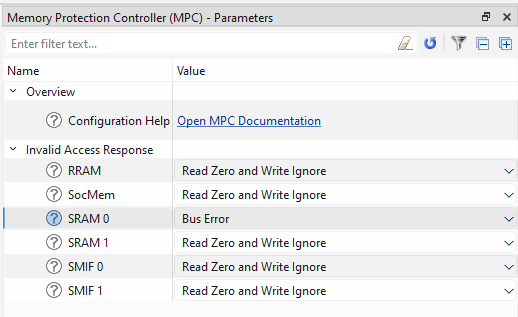 Memory Protection Controller (MPC) - Parameters
Enter filter text...
Name Value
Overview
Configuration Help Open MPC Documentation
Invalid Access Response
RRAM Read Zero and Write Ignore
SocMem Read Zero and Write Ignore
SRAM 0 Bus Error
SRAM 1 Read Zero and Write Ignore
SMIF 0 Read Zero and Write Ignore
SMIF 1 Read Zero and Write Ignore